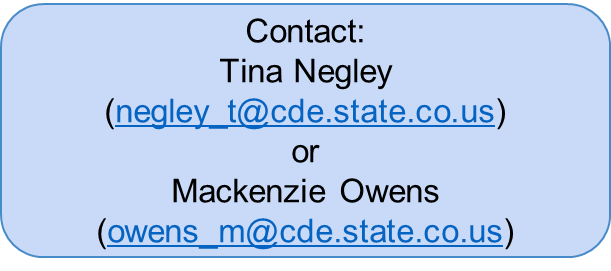 Contact:
Tina Negley
(negley_t@cde.state.co.us)
or
Mackenzie Owens
(owens_m@cde.state.co.us)